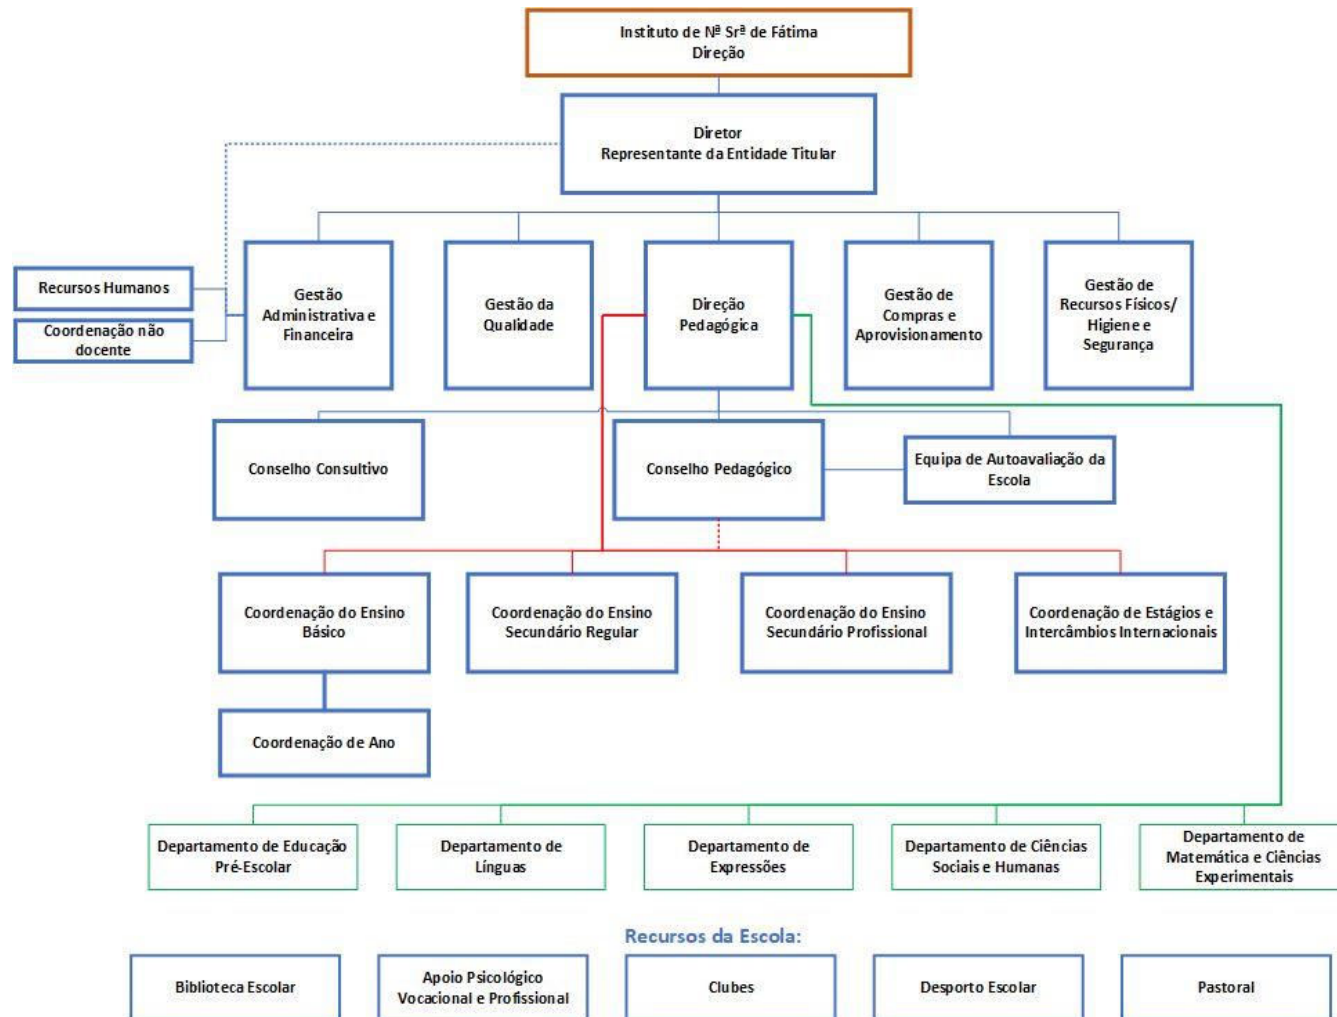 Instituto de Nª Srª de Fátima
Direção
Diretor
Representante da Entidade Titular
Recursos Humanos
Coordenação não
docente
Gestão
Administrativa e
Financeira
Gestão da
Qualidade
Direção
Pedagógica
Gestão de
Compras e
Aprovisionamento
Gestão de
Recursos Físicos/
Higiene e
Segurança
Conselho Consultivo
Conselho Pedagógico
Equipa de Autoavaliação da
Escola
Coordenação do Ensino
Básico
Coordenação do Ensino
Secundário Regular
Coordenação do Ensino
Secundário Profissional
Coordenação de Estágios e
Intercâmbios Internacionais
Coordenação de Ano
Departamento de Educação
Pré-Escolar
Departamento de
Línguas
Departamento de
Expressões
Departamento de Ciências
Sociais e Humanas
Departamento de
Matemática e Ciências
Experimentais
Recursos da Escola:
Biblioteca Escolar
Apoio Psicológico
Vocacional e Profissional
Clubes
Desporto Escolar
Pastoral